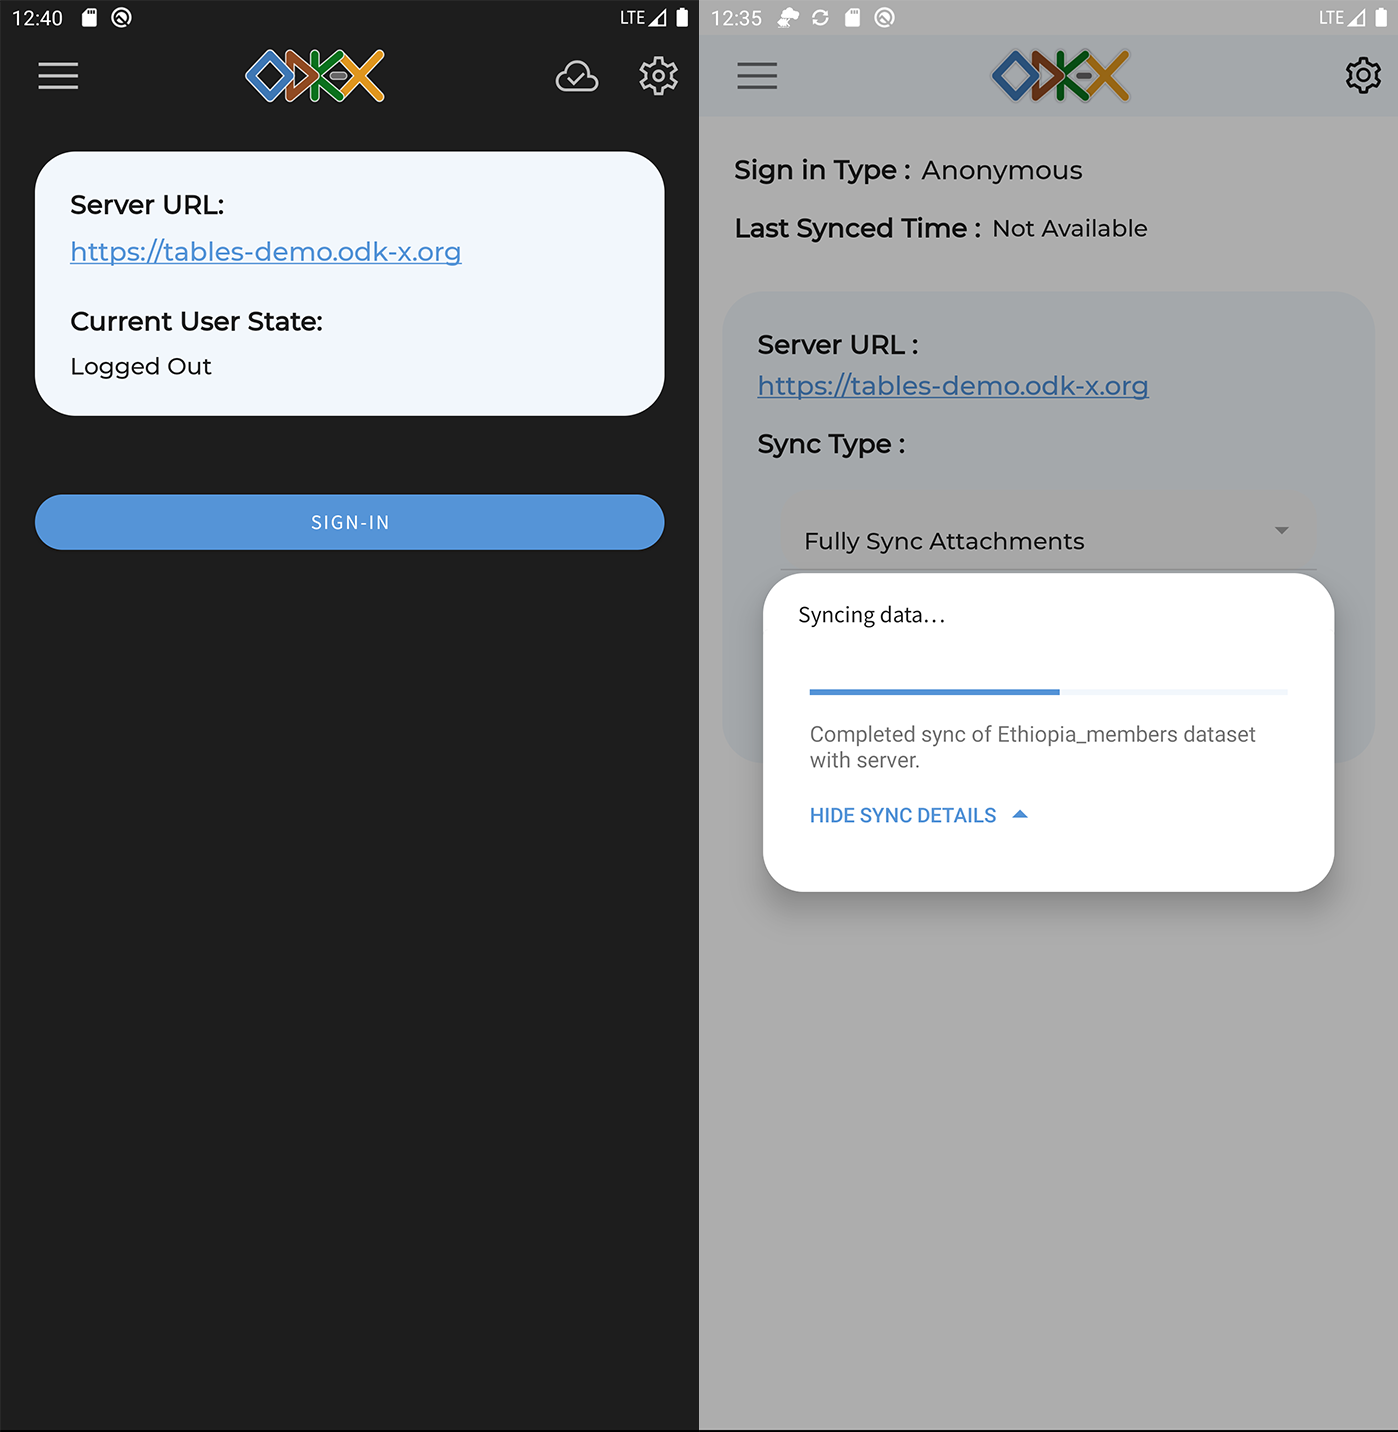 12:40
LTE
ODK-X
Server URL:
https://tables-demo.odk-x.org
Current User State:
Logged Out
SIGN-IN
12:35
LTE
ODK-X
Sign in Type : Anonymous
Last Synced Time : Not Available
Server URL :
https://tables-demo.odk-x.org
Sync Type :
Fully Sync Attachments
Syncing data...
Completed sync of Ethiopia_members dataset
with server.
HIDE SYNC DETAILS